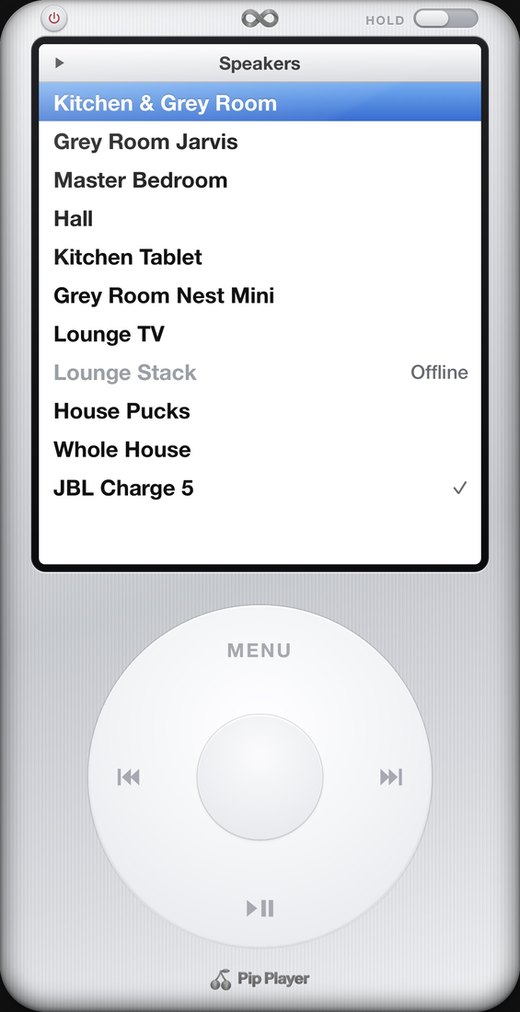 HOLD
Speakers
Kitchen & Grey Room
Grey Room Jarvis
Master Bedroom
Hall
Kitchen Tablet
Grey Room Nest Mini
Lounge TV
Lounge Stack Offline
House Pucks
Whole House
JBL Charge 5
MENU
Pip Player